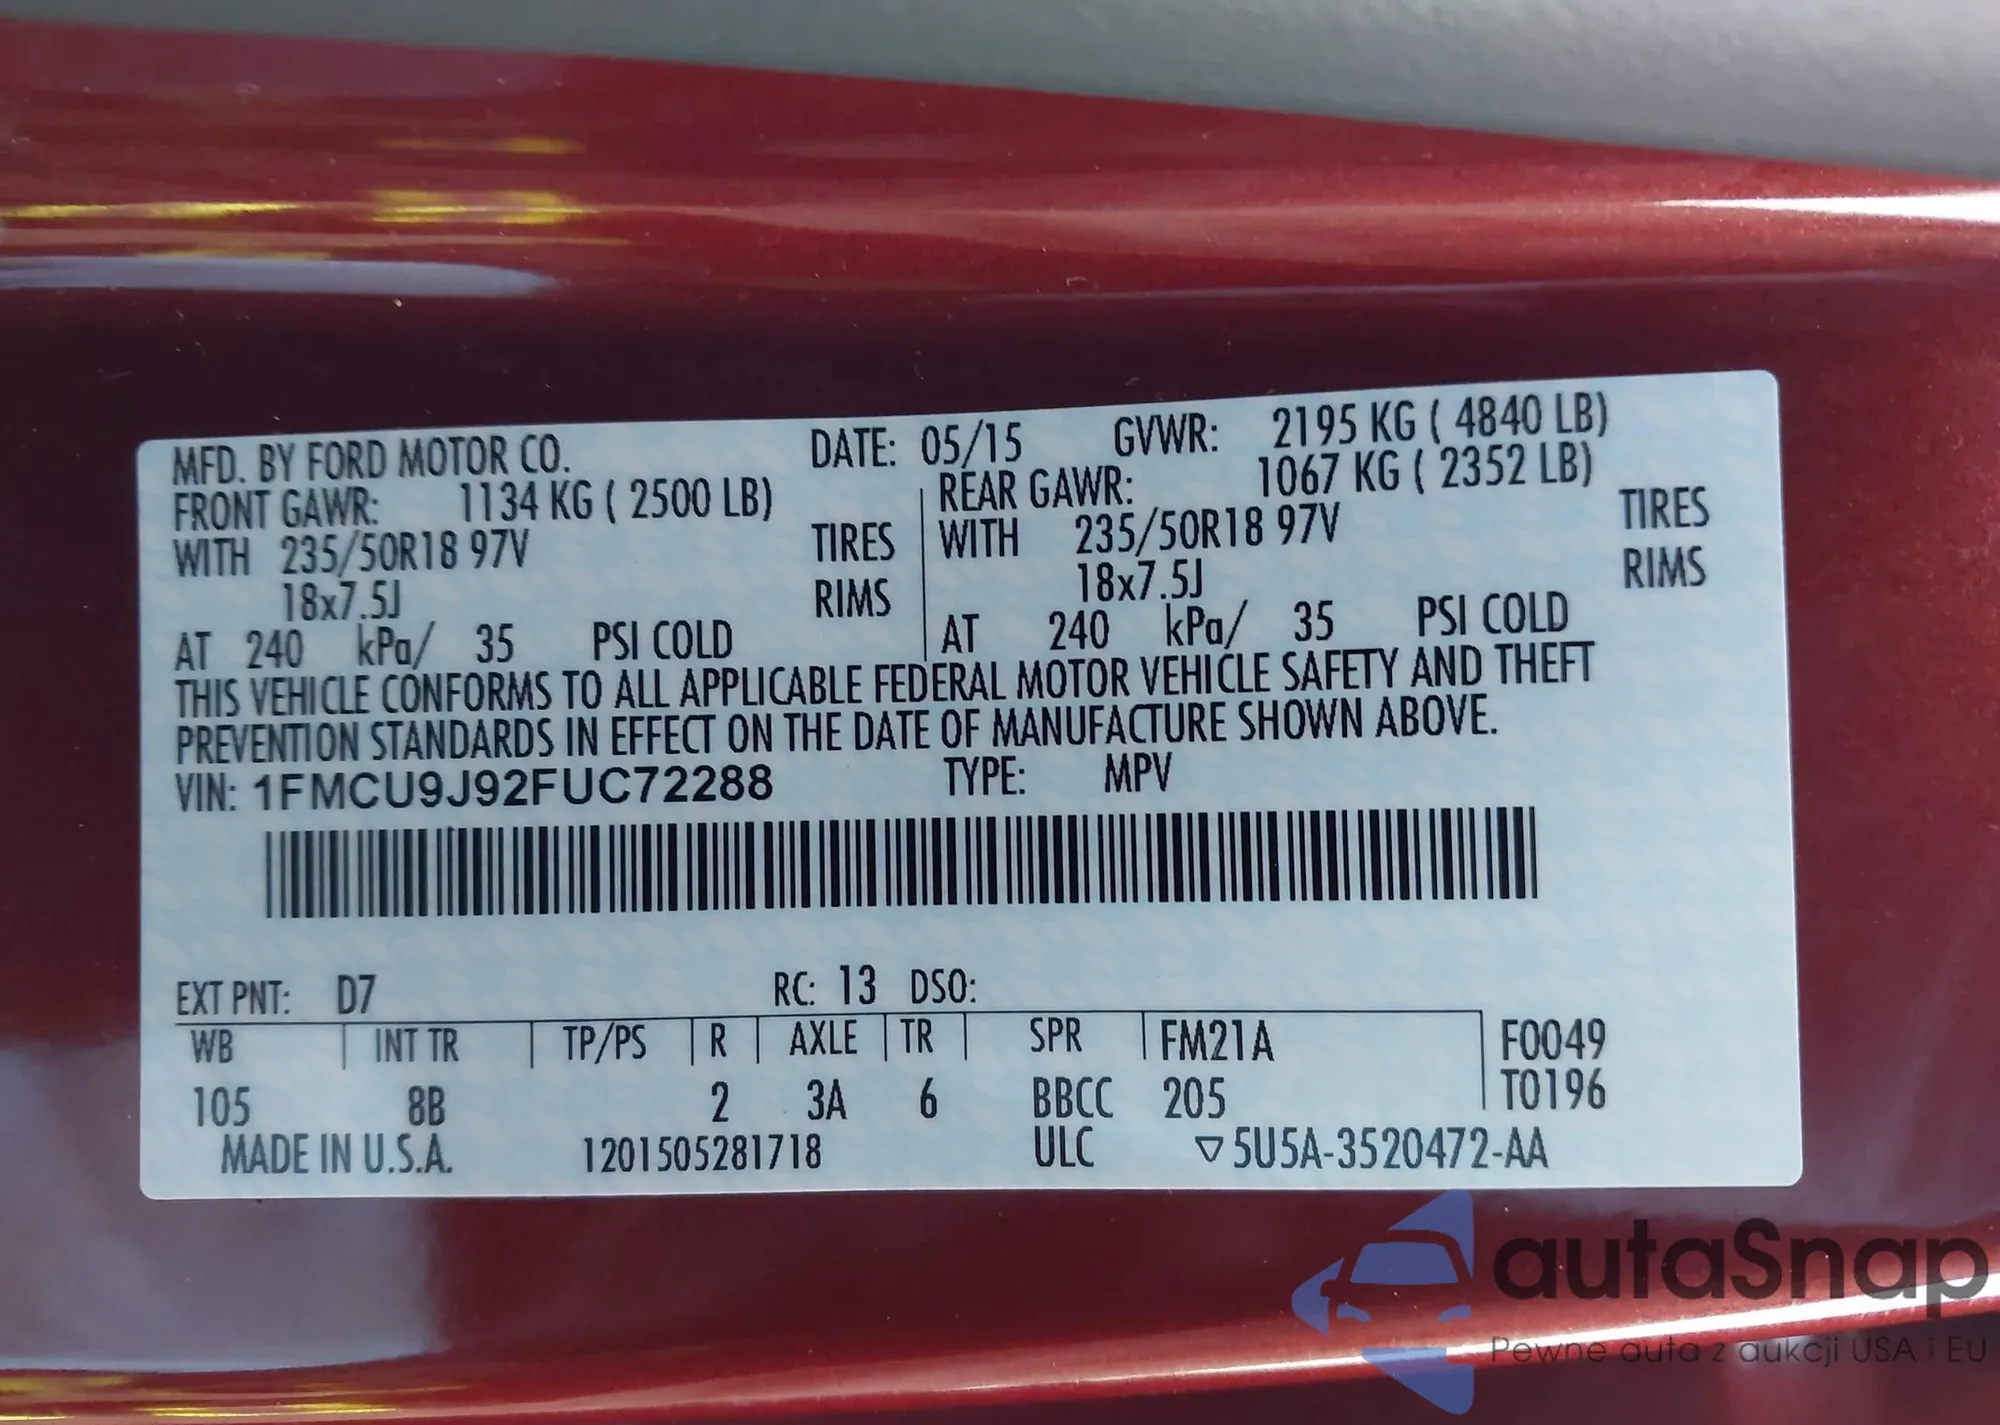 MFD. BY FORD MOTOR CO. DATE: 05/15 GVWR: 2195 KG ( 4840 LB)
FRONT GAWR: 1134 KG ( 2500 LB) REAR GAWR: 1067 KG ( 2352 LB)
WITH 235/50R18 97V TIRES WITH 235/50R18 97V TIRES
18x7.5J RIMS 18x7.5J RIMS
AT 240 kPa/ 35 PSI COLD AT 240 kPa/ 35 PSI COLD
THIS VEHICLE CONFORMS TO ALL APPLICABLE FEDERAL MOTOR VEHICLE SAFETY AND THEFT
PREVENTION STANDARDS IN EFFECT ON THE DATE OF MANUFACTURE SHOWN ABOVE.
VIN: 1FMCU9J92FUC72288 TYPE: MPV
EXT PNT: D7 RC: 13 DSO:
WB INT TR TP/PS R AXLE TR SPR FM21A F0049
105 8B 2 3A 6 BBCC 205 T0196
MADE IN U.S.A. 1201505281718 ULC ▽5U5A-3520472-AA
autaSnap
Pewne auta z aukcji USA i EU